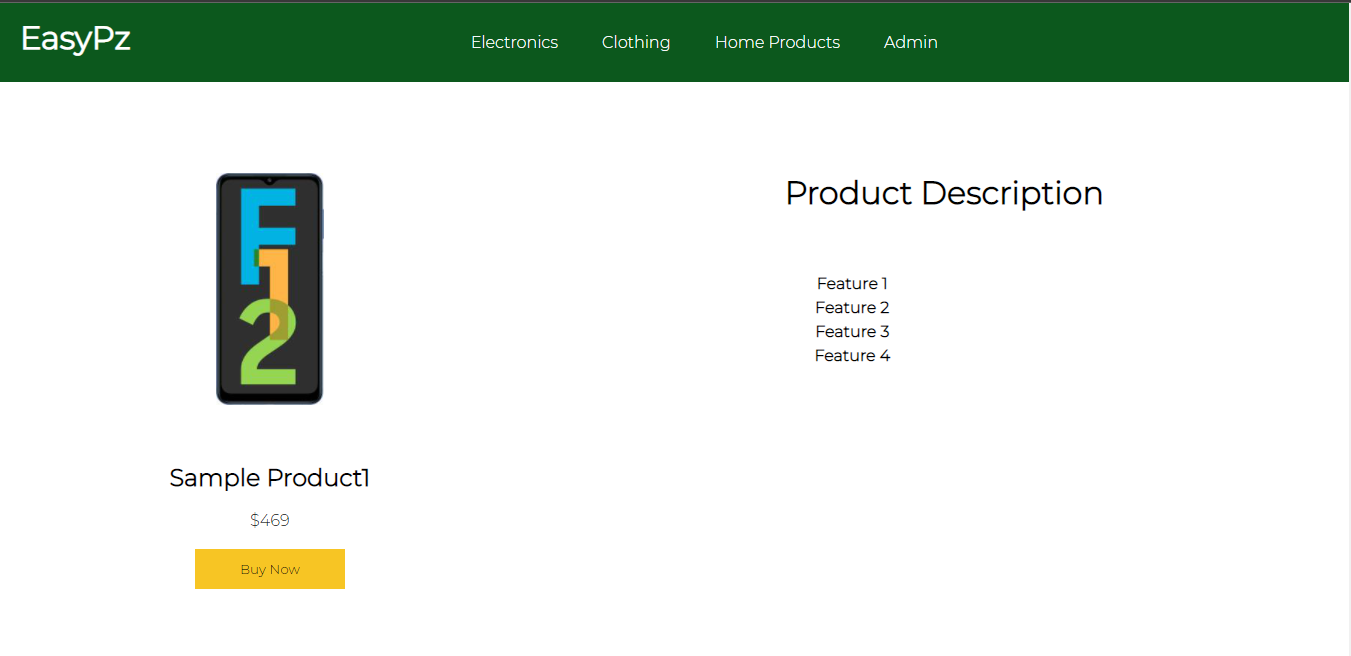 EasyPz
Electronics Clothing Home Products Admin
F12
Sample Product1
$469
Buy Now
Product Description
Feature 1
Feature 2
Feature 3
Feature 4